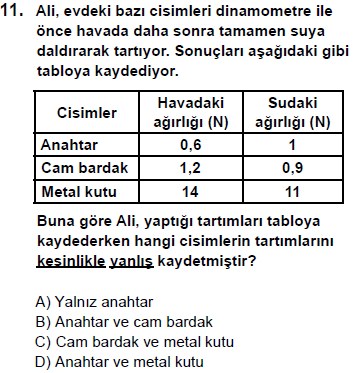 11. Ali, evdeki bazı cisimleri dinamometre ile
önce havada daha sonra tamamen suya
daldırarak tartıyor. Sonuçları aşağıdaki gibi
tabloya kaydediyor.
Cisimler Havadaki ağırlığı (N) Sudaki ağırlığı (N)
Anahtar 0,6 1
Cam bardak 1,2 0,9
Metal kutu 14 11
Buna göre Ali, yaptığı tartımları tabloya
kaydederken hangi cisimlerin tartımlarını
kesinlikle yanlış kaydetmiştir?
A) Yalnız anahtar
B) Anahtar ve cam bardak
C) Cam bardak ve metal kutu
D) Anahtar ve metal kutu